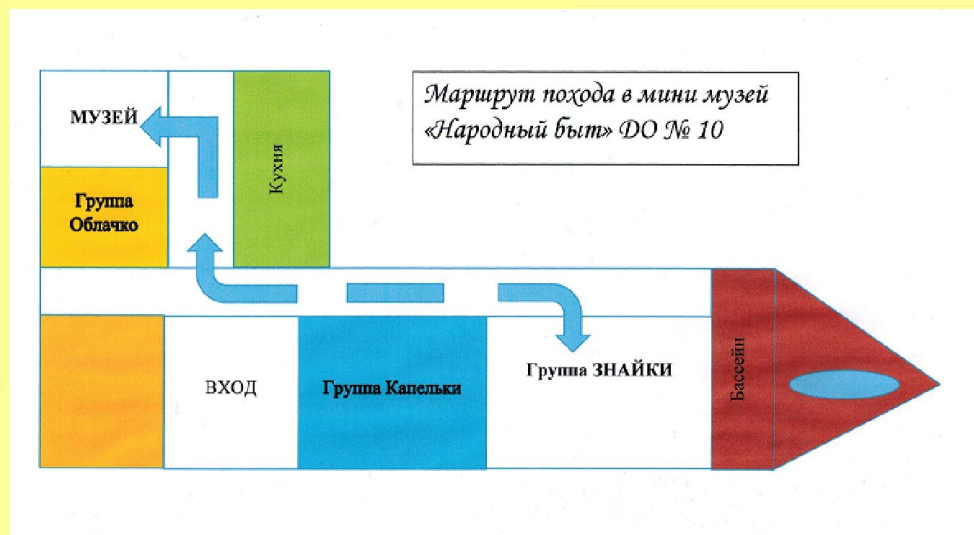 Маршрут похода в мини музей
«Народный быт» ДО № 10
МУЗЕЙ
Кухня
Группа
Облачко
ВХОД
Группа Капельки
Группа ЗНАЙКИ
Бассейн